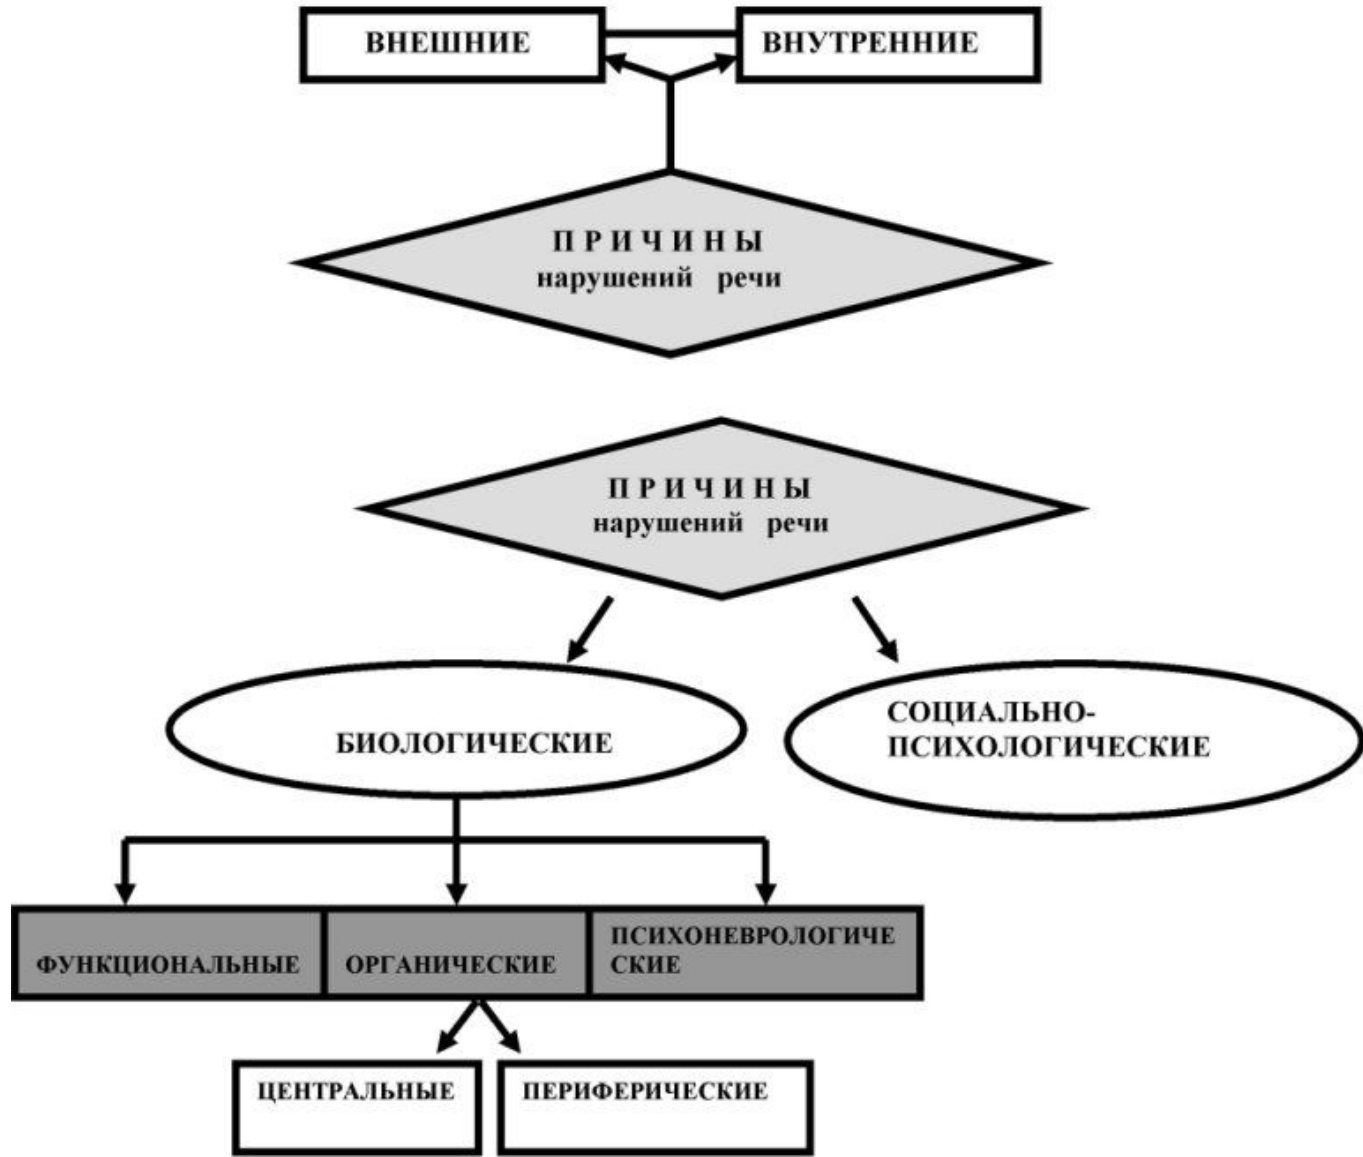 ВНЕШНИЕ
ВНУТРЕННИЕ
П Р И Ч И Н Ы
нарушений речи
П Р И Ч И Н Ы
нарушений речи
БИОЛОГИЧЕСКИЕ
СОЦИАЛЬНО-
ПСИХОЛОГИЧЕСКИЕ
ФУНКЦИОНАЛЬНЫЕ
ОРГАНИЧЕСКИЕ
ПСИХОНЕВРОЛОГИЧЕ
СКИЕ
ЦЕНТРАЛЬНЫЕ
ПЕРИФЕРИЧЕСКИЕ